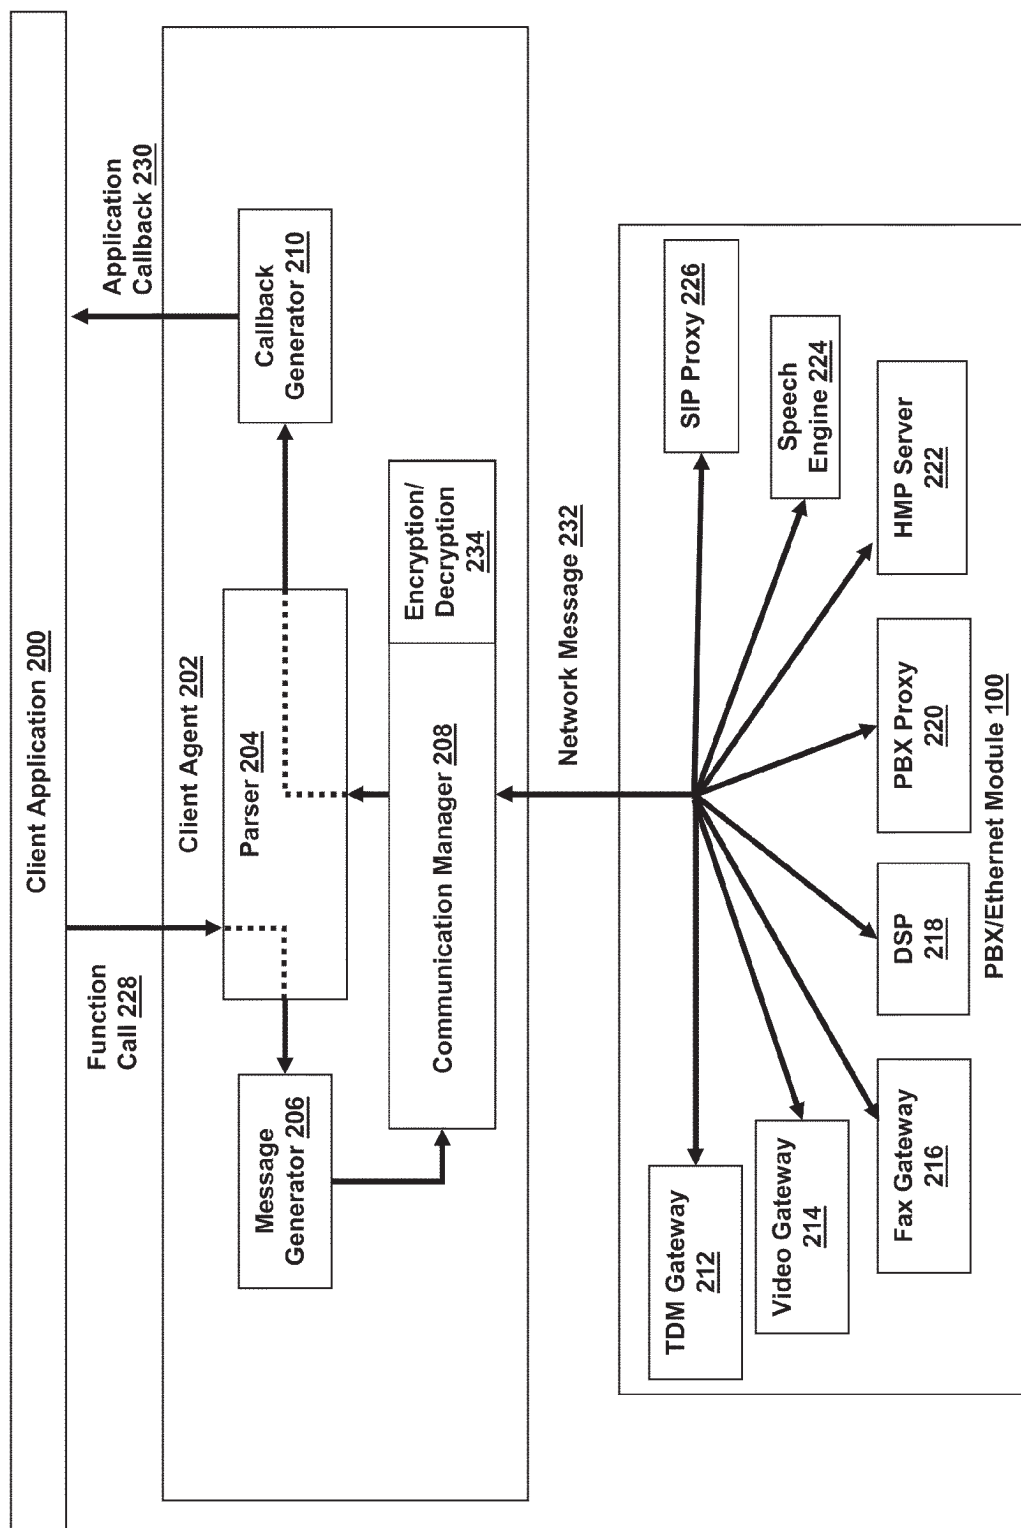 Client Application 200
Function
Call 228
Application
Callback 230
Client Agent 202
Message
Generator 206
Parser 204
Callback
Generator 210
Communication Manager 208
Encryption/
Decryption
234
Network Message 232
TDM Gateway
212
Video Gateway
214
Fax Gateway
216
DSP
218
PBX Proxy
220
HMP Server
222
Speech
Engine 224
SIP Proxy 226
PBX/Ethernet Module 100